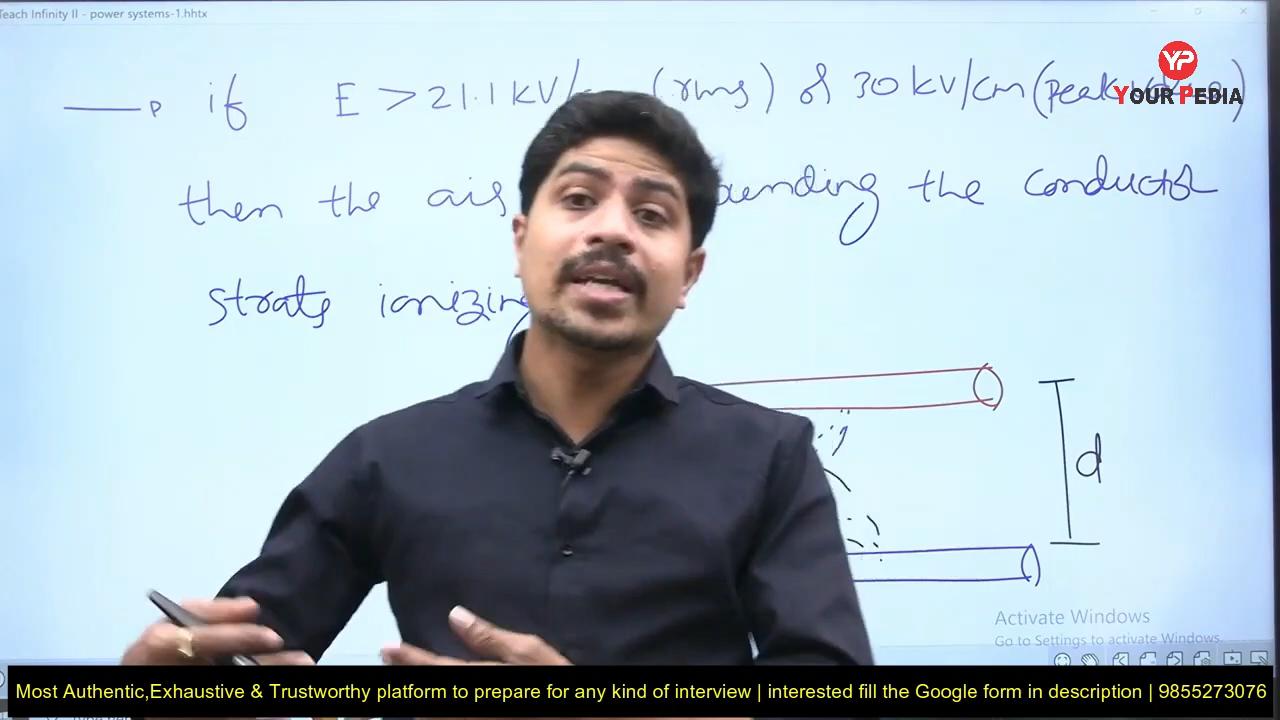 Teach Infinity II - power systems-1.hhtx
YP
YOUR PEDIA
if E > 21.1 KV/ (rms) or 30 kV/cm (peak
then the air ounding the conductor
strats ionizing
d
Activate Windows
Go to Settings to activate Windows.
Most Authentic,Exhaustive & Trustworthy platform to prepare for any kind of interview | interested fill the Google form in description | 9855273076